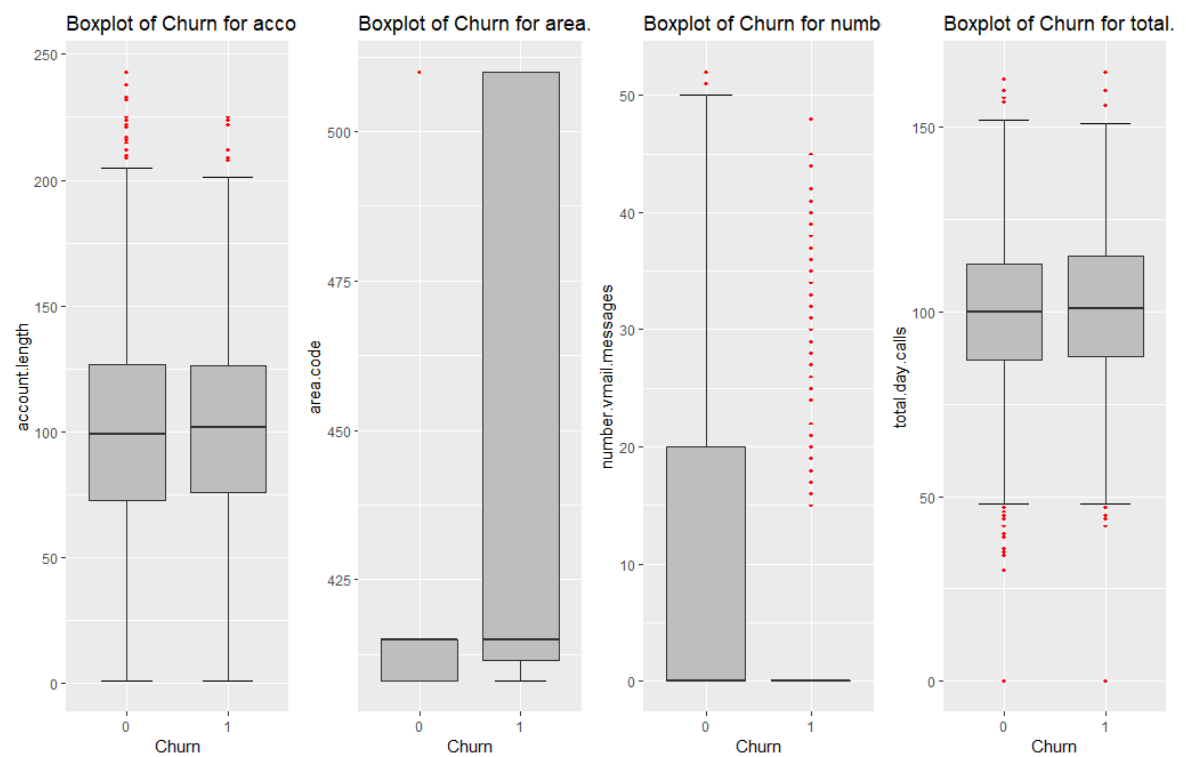 Boxplot of Churn for acco
250
200
150
100
50
0
account.length
0 1
Churn
Boxplot of Churn for area.
500
475
450
425
area.code
0 1
Churn
Boxplot of Churn for numb
50
40
30
20
10
0
number.vmail.messages
0 1
Churn
Boxplot of Churn for total.
150
100
50
0
total.day.calls
0 1
Churn